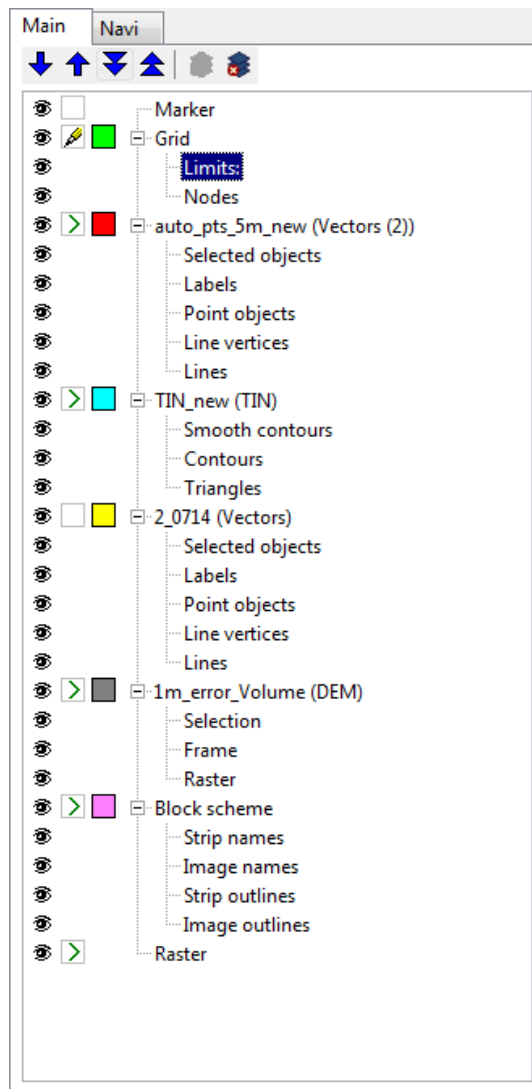 Main Navi
Marker
Grid
Limits:
Nodes
auto_pts_5m_new (Vectors (2))
Selected objects
Labels
Point objects
Line vertices
Lines
TIN_new (TIN)
Smooth contours
Contours
Triangles
2_0714 (Vectors)
Selected objects
Labels
Point objects
Line vertices
Lines
1m_error_Volume (DEM)
Selection
Frame
Raster
Block scheme
Strip names
Image names
Strip outlines
Image outlines
Raster